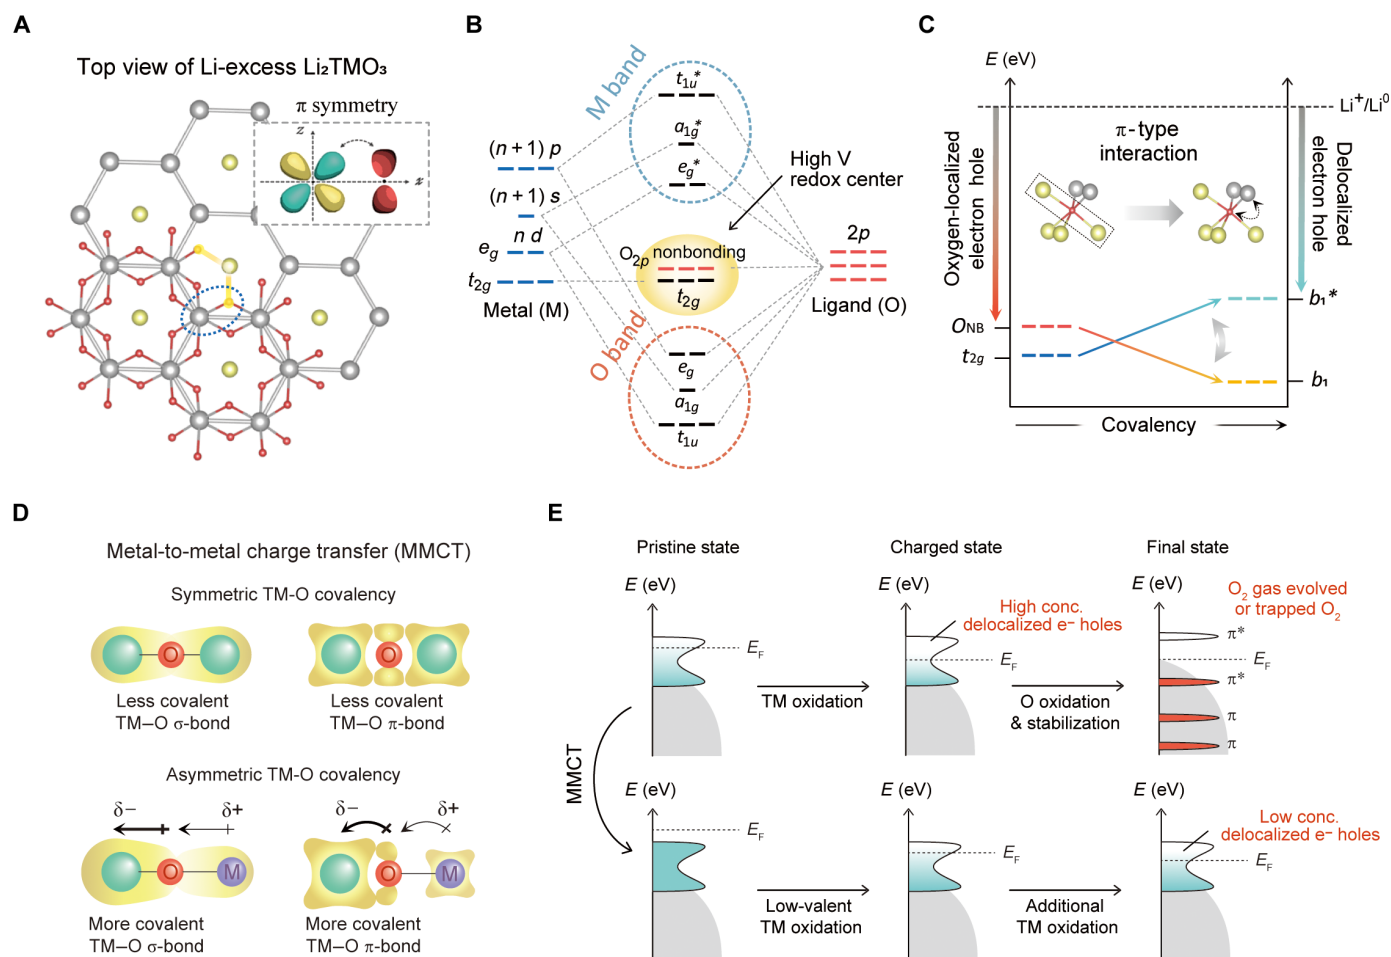 A
Top view of Li-excess Li₂TMO₃
π symmetry
z
z
B
M band
t1u*
a1g*
eg*
(n + 1) p
(n + 1) s
n d
eg
t2g
Metal (M)
High V
redox center
O2p nonbonding
t2g
2p
Ligand (O)
O band
eg
a1g
t1u
C
E (eV)
Li⁺/Li⁰
Oxygen-localized
electron hole
π-type
interaction
Delocalized
electron hole
ONB
t2g
b₁*
b₁
Covalency
D
Metal-to-metal charge transfer (MMCT)
Symmetric TM-O covalency
O
O
Less covalent
TM–O σ-bond
Less covalent
TM–O π-bond
Asymmetric TM-O covalency
δ− δ+
δ− δ+
O M
O M
More covalent
TM–O σ-bond
More covalent
TM–O π-bond
E
Pristine state
Charged state
Final state
E (eV)
EF
TM oxidation
E (eV)
High conc.
delocalized e⁻ holes
EF
O oxidation
& stabilization
E (eV)
O₂ gas evolved
or trapped O₂
π*
EF
π*
π
π
MMCT
E (eV)
EF
Low-valent
TM oxidation
E (eV)
EF
Additional
TM oxidation
E (eV)
Low conc.
delocalized e⁻ holes
EF